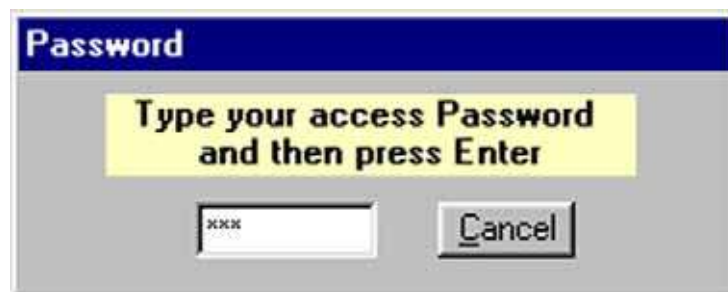 Password
Type your access Password
and then press Enter
***
Cancel